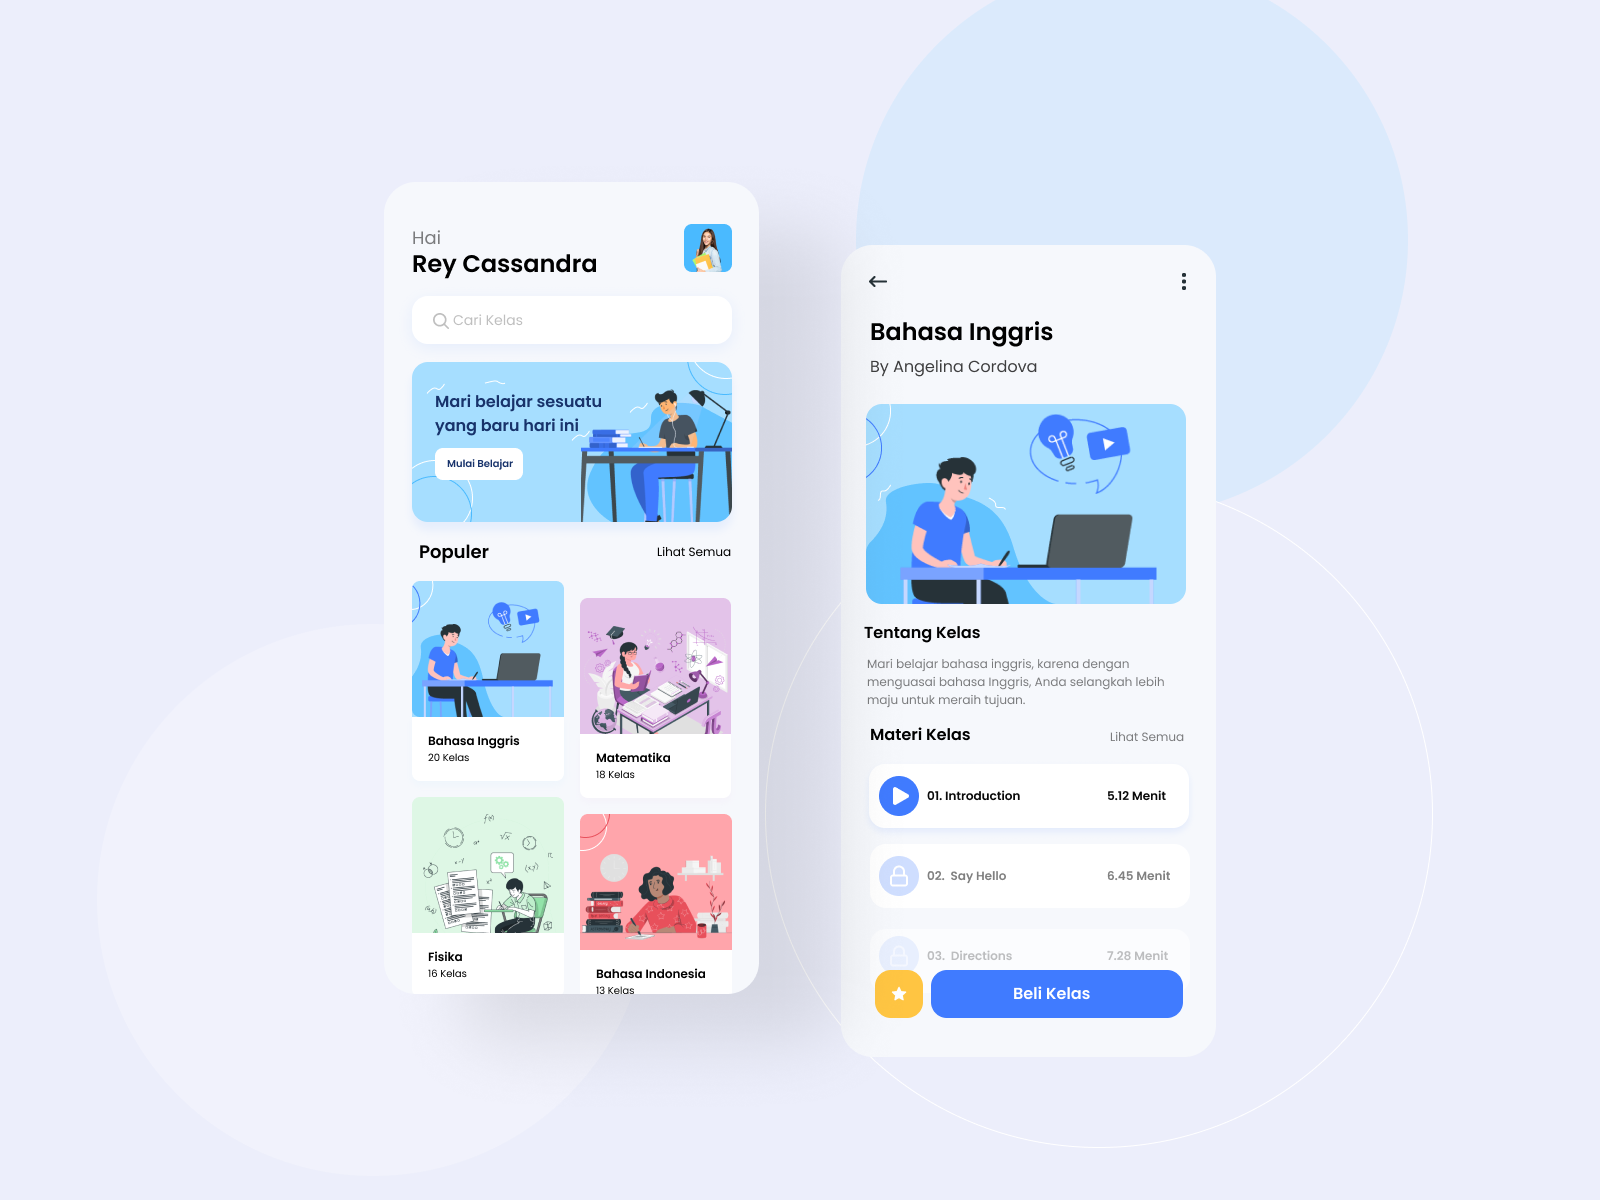 Hai
Rey Cassandra
Cari Kelas
Mari belajar sesuatu
yang baru hari ini
Mulai Belajar
Populer
Lihat Semua
Bahasa Inggris
20 Kelas
Matematika
18 Kelas
f(x)
√x
Fisika
16 Kelas
Bahasa Indonesia
13 Kelas
Bahasa Inggris
By Angelina Cordova
Tentang Kelas
Mari belajar bahasa inggris, karena dengan
menguasai bahasa Inggris, Anda selangkah lebih
maju untuk meraih tujuan.
Materi Kelas
Lihat Semua
01. Introduction
5.12 Menit
02. Say Hello
6.45 Menit
03. Directions
7.28 Menit
Beli Kelas